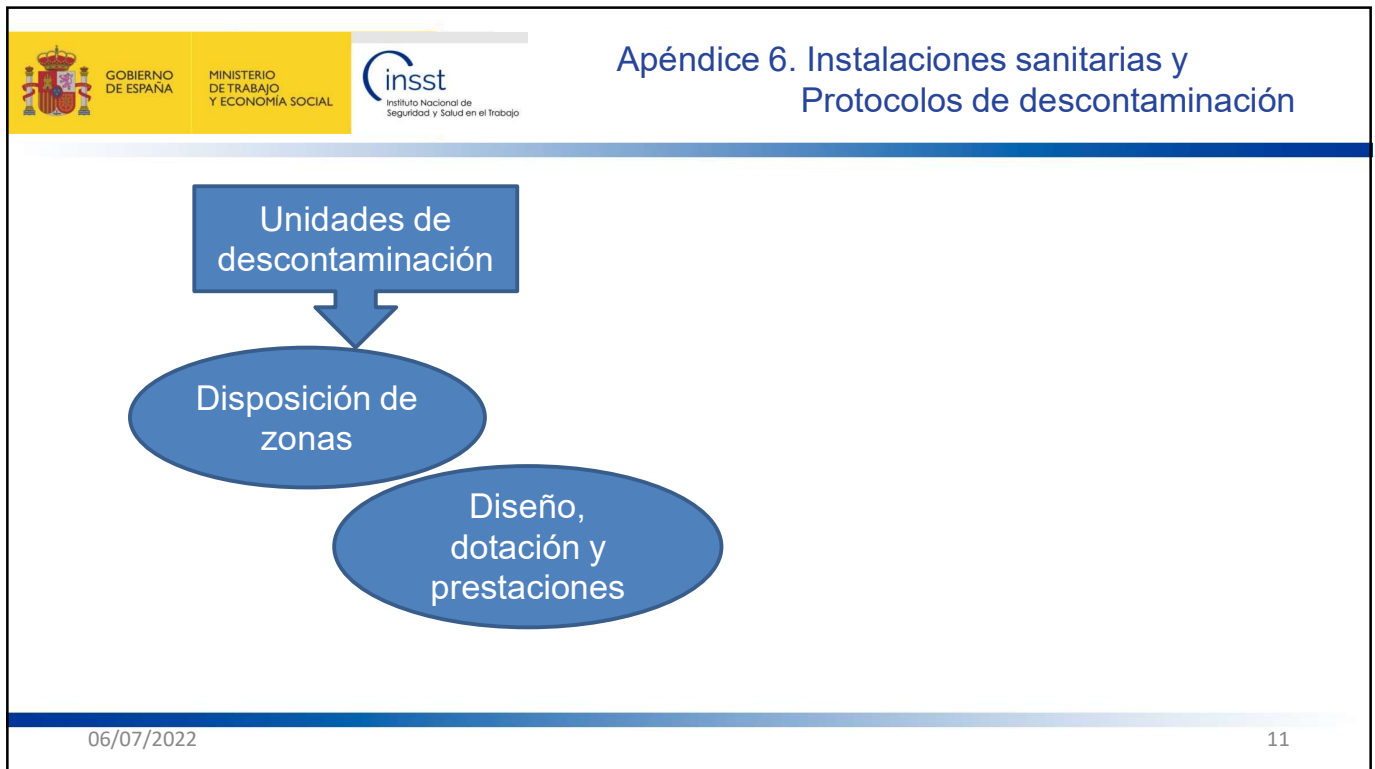 GOBIERNO
DE ESPAÑA
MINISTERIO
DE TRABAJO
Y ECONOMÍA SOCIAL
insst
Instituto Nacional de
Seguridad y Salud en el Trabajo
Apéndice 6. Instalaciones sanitarias y
Protocolos de descontaminación
Unidades de
descontaminación
Disposición de
zonas
Diseño,
dotación y
prestaciones
06/07/2022
11